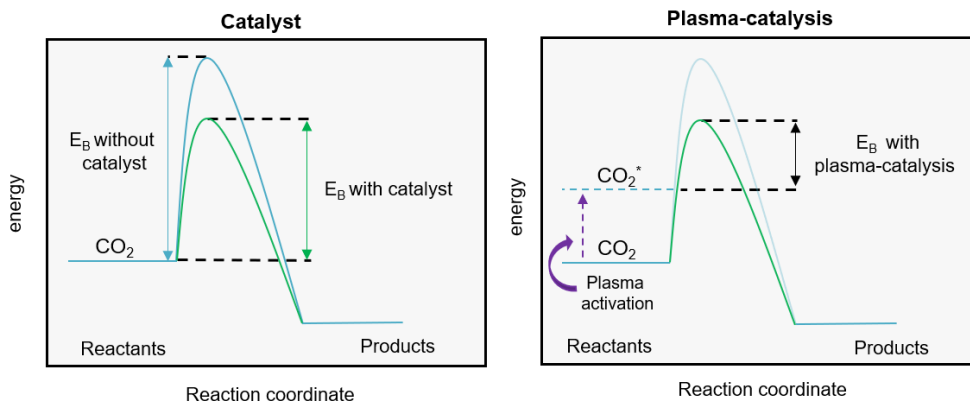 Catalyst
E_B without
catalyst
E_B with catalyst
CO₂
energy
Reactants
Products
Reaction coordinate
Plasma-catalysis
E_B with
plasma-catalysis
CO₂*
CO₂
Plasma
activation
energy
Reactants
Products
Reaction coordinate